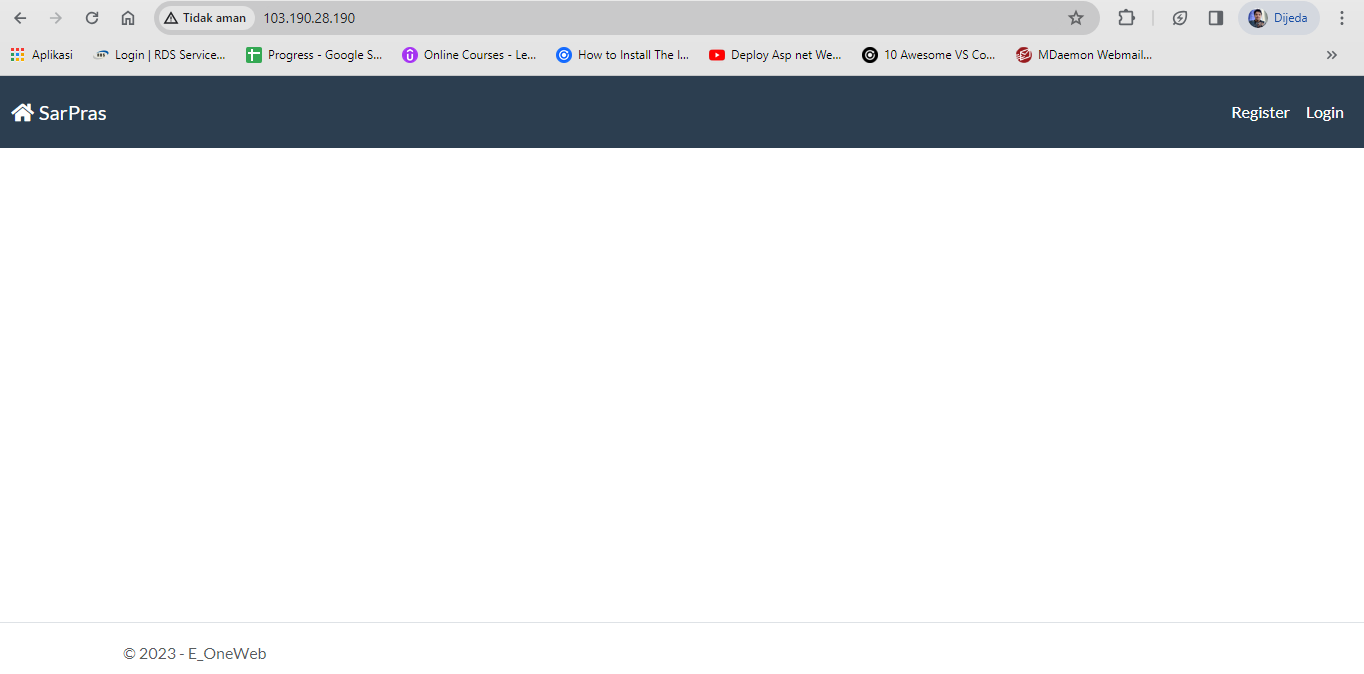 Tidak aman 103.190.28.190 Dijeda
Aplikasi Login | RDS Service... Progress - Google S... Online Courses - Le... How to Install The I... Deploy Asp net We... 10 Awesome VS Co... MDaemon Webmail... »
SarPras Register Login
© 2023 - E_OneWeb